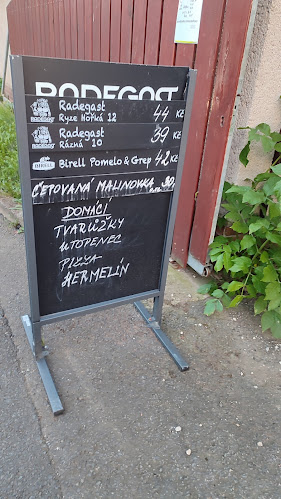 RADEGAST
Radegast
Ryze Hořká 12 44 Kč
Radegast
Rázná 10 39 Kč
BIRELL Birell Pomelo & Grep 42 Kč
ČEPOVANÁ MALINOVKA
DOMÁCÍ
TVARŮŽKY
UTOPENEC
PIZZA
HERMELÍN